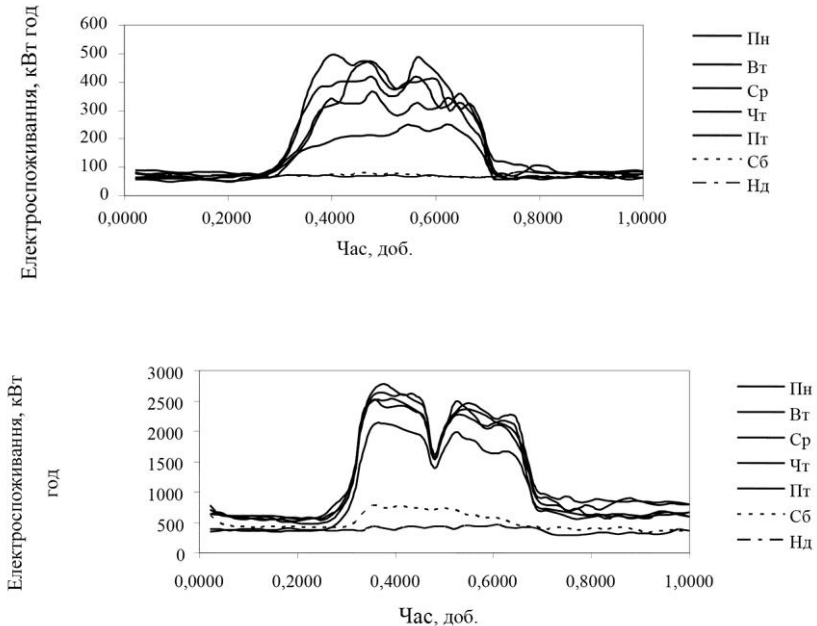 Електроспоживання, кВт год
600
500
400
300
200
100
0
0,0000
0,2000
0,4000
0,6000
0,8000
1,0000
Час, доб.
Пн
Вт
Ср
Чт
Пт
Сб
Нд
Електроспоживання, кВт
год
3000
2500
2000
1500
1000
500
0
0,0000
0,2000
0,4000
0,6000
0,8000
1,0000
Час, доб.
Пн
Вт
Ср
Чт
Пт
Сб
Нд